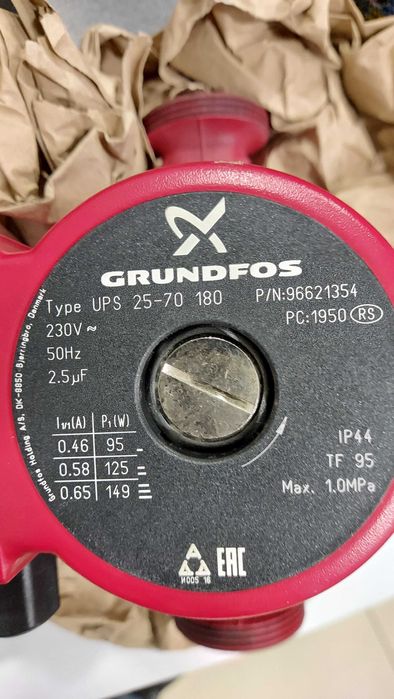 GRUNDFOS
Type UPS 25-70 180 P/N:96621354
230V ≂ PC:1950 RS
50Hz
2.5µF
I1/1(A) P1(W)
0.46 95
0.58 125
0.65 149
IP44
TF 95
Max. 1.0MPa
Grundfos Holding A/S, DK-8850 Bjerringbro, Denmark
И005 16
EAC